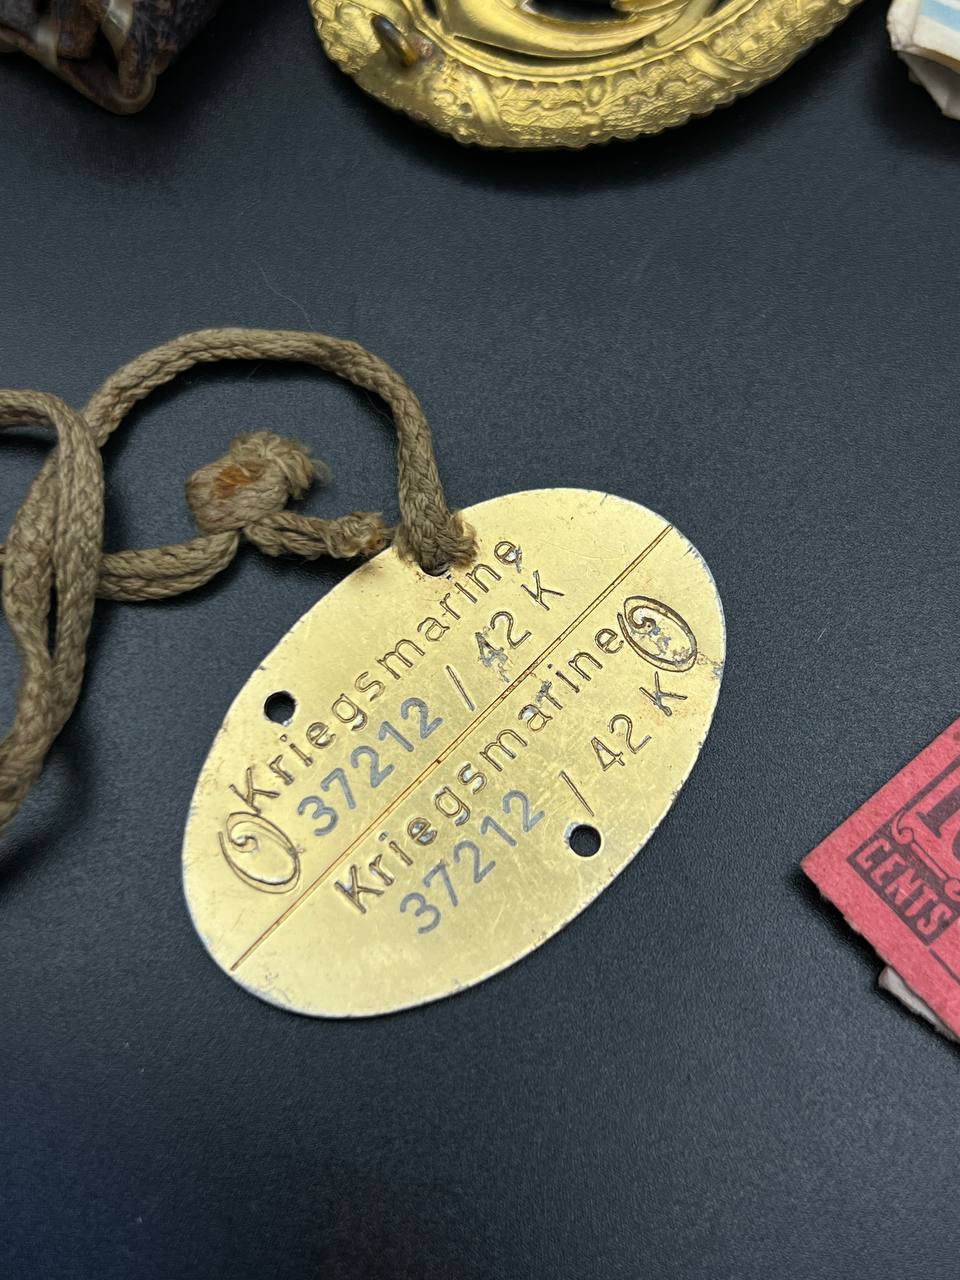 O Kriegsmarine
37212 / 42 K
Kriegsmarine O
37212 / 42 K
CENTS